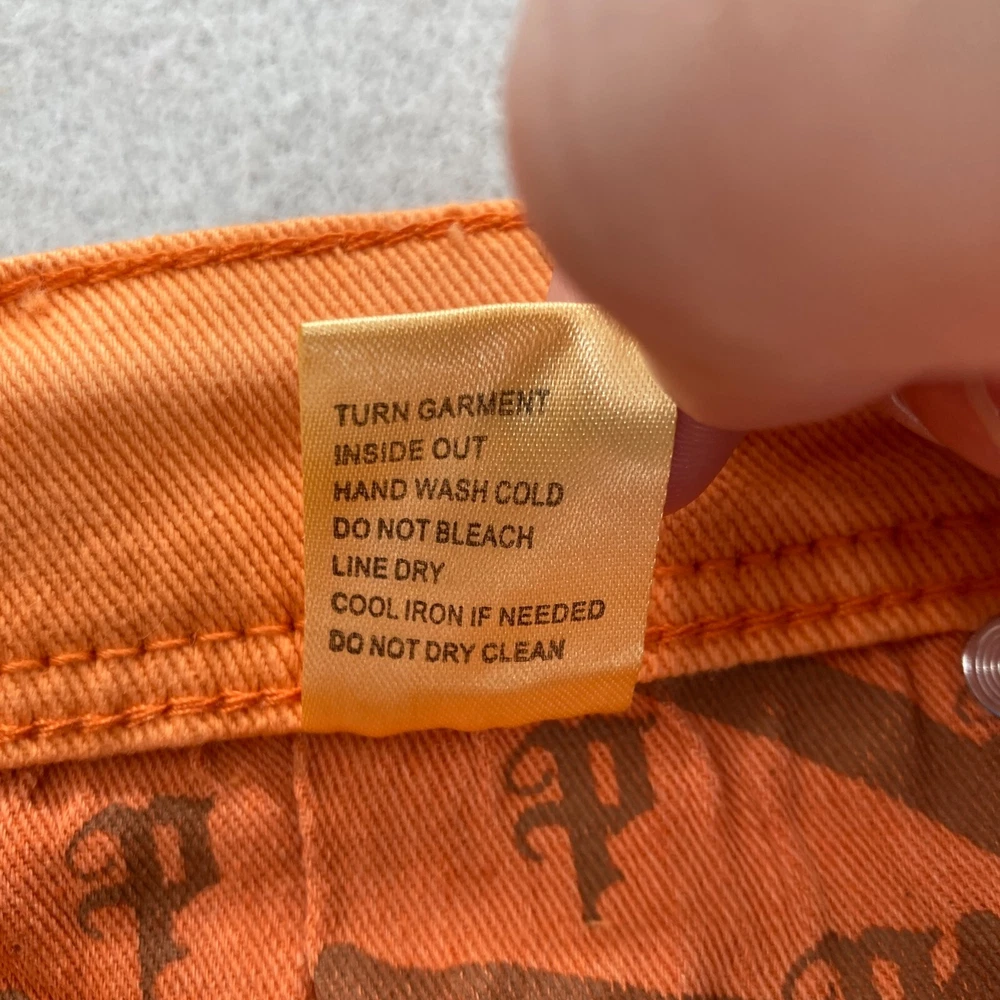 TURN GARMENT
INSIDE OUT
HAND WASH COLD
DO NOT BLEACH
LINE DRY
COOL IRON IF NEEDED
DO NOT DRY CLEAN
P
P
P